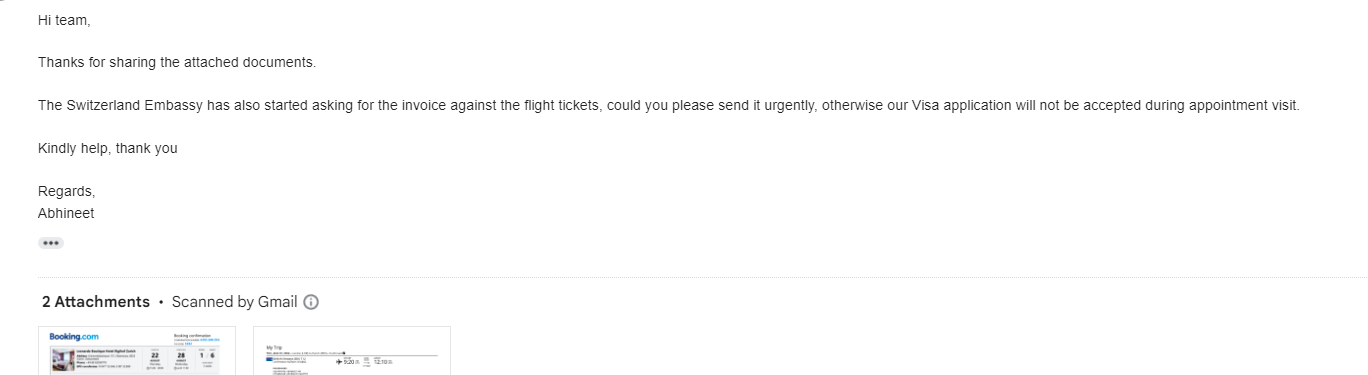 Hi team,
Thanks for sharing the attached documents.
The Switzerland Embassy has also started asking for the invoice against the flight tickets, could you please send it urgently, otherwise our Visa application will not be accepted during appointment visit.
Kindly help, thank you
Regards,
Abhineet
2 Attachments • Scanned by Gmail
Booking.com
Booking confirmation
22 28 1 6
My Trip
5:20 12:10